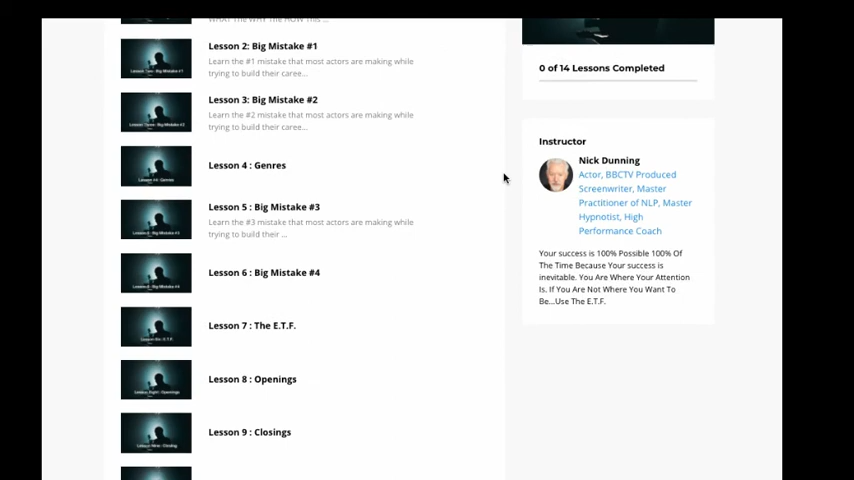 WHAT THE WAY THE HOW This ...
Lesson 2: Big Mistake #1
Learn the #1 mistake that most actors are making while
trying to build their caree...
Lesson 3: Big Mistake #2
Learn the #2 mistake that most actors are making while
trying to build their caree...
Lesson 4 : Genres
Lesson 5 : Big Mistake #3
Learn the #3 mistake that most actors are making while
trying to build their ...
Lesson 6 : Big Mistake #4
Lesson 7 : The E.T.F.
Lesson 8 : Openings
Lesson 9 : Closings
0 of 14 Lessons Completed
Instructor
Nick Dunning
Actor, BBCTV Produced
Screenwriter, Master
Practitioner of NLP, Master
Hypnotist, High
Performance Coach
Your success is 100% Possible 100% Of
The Time Because Your success is
inevitable. You Are Where Your Attention
Is. If You Are Not Where You Want To
Be...Use The E.T.F.